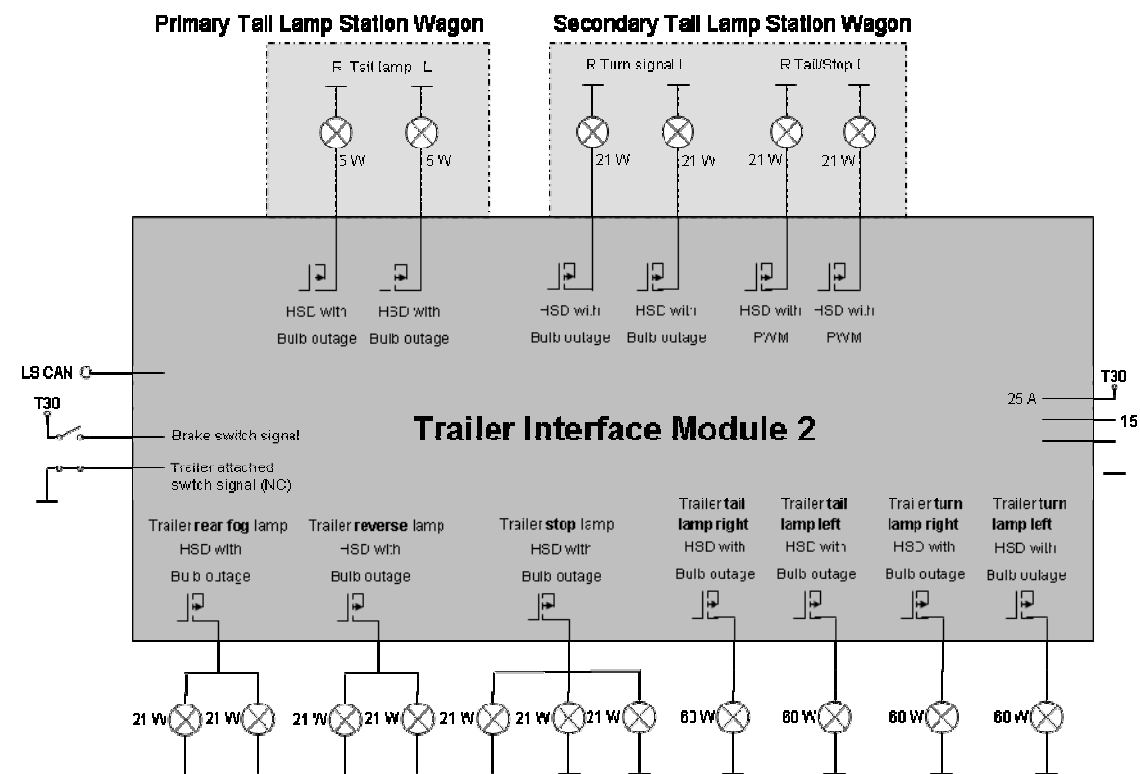 Primary Tail Lamp Station Wagon
Secondary Tail Lamp Station Wagon
R Tail lamp L
R Turn signal L
R Tail/Stop L
5 W
5 W
21 W
21 W
21 W
21 W
HSD with
Bulb outage
HSD with
Bulb outage
HSD with
Bulb outage
HSD with
Bulb outage
HSD with
PWM
HSD with
PWM
LS CAN
T30
Brake switch signal
Trailer attached
switch signal (NC)
Trailer Interface Module 2
T30
25 A
15
Trailer rear fog lamp
HSD with
Bulb outage
Trailer reverse lamp
HSD with
Bulb outage
Trailer stop lamp
HSD with
Bulb outage
Trailer tail
lamp right
HSD with
Bulb outage
Trailer tail
lamp left
HSD with
Bulb outage
Trailer turn
lamp right
HSD with
Bulb outage
Trailer turn
lamp left
HSD with
Bulb outage
21 W
21 W
21 W
21 W
21 W
21 W
21 W
60 W
60 W
60 W
60 W